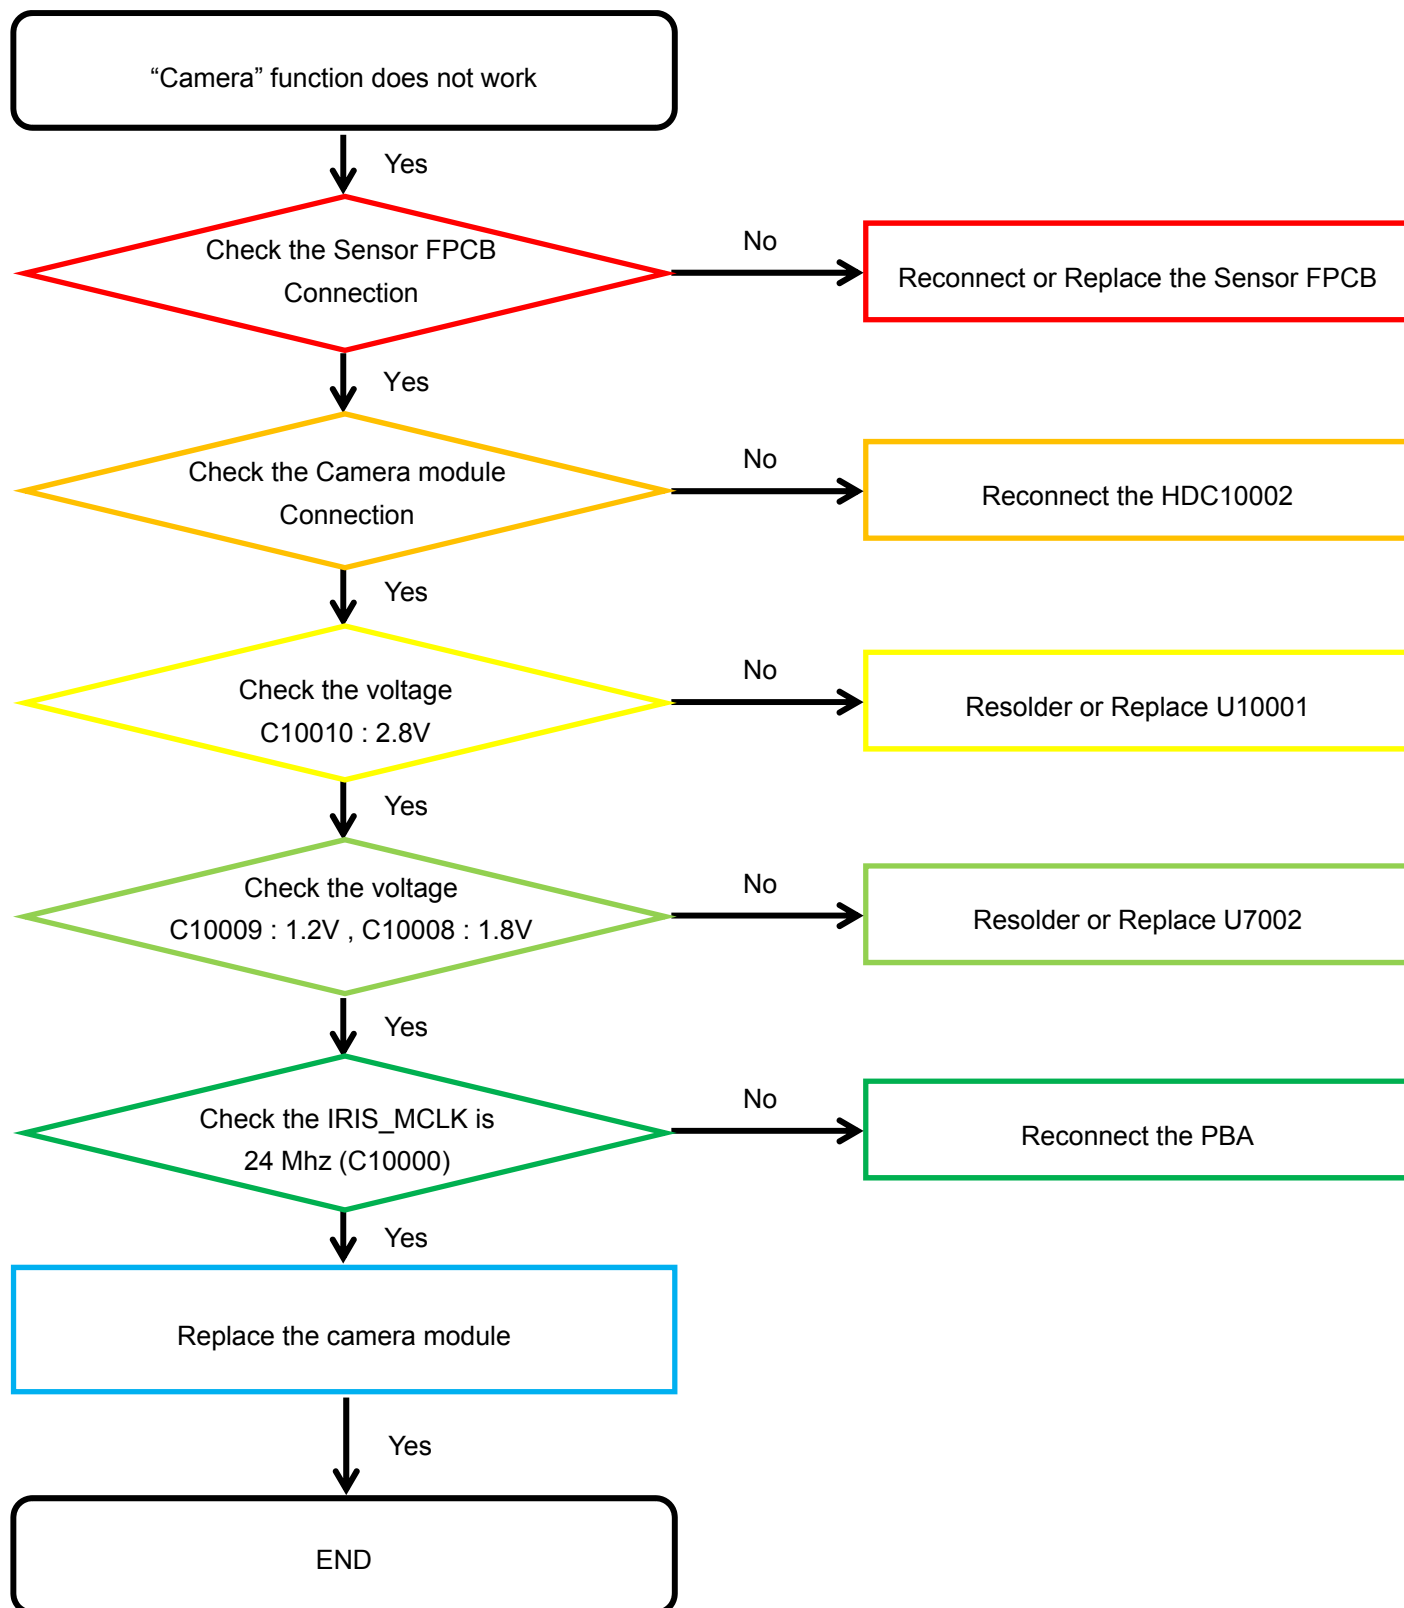 “Camera” function does not work
Yes
Check the Sensor FPCB
Connection
No
Reconnect or Replace the Sensor FPCB
Yes
Check the Camera module
Connection
No
Reconnect the HDC10002
Yes
Check the voltage
C10010 : 2.8V
No
Resolder or Replace U10001
Yes
Check the voltage
C10009 : 1.2V , C10008 : 1.8V
No
Resolder or Replace U7002
Yes
Check the IRIS_MCLK is
24 Mhz (C10000)
No
Reconnect the PBA
Yes
Replace the camera module
Yes
END